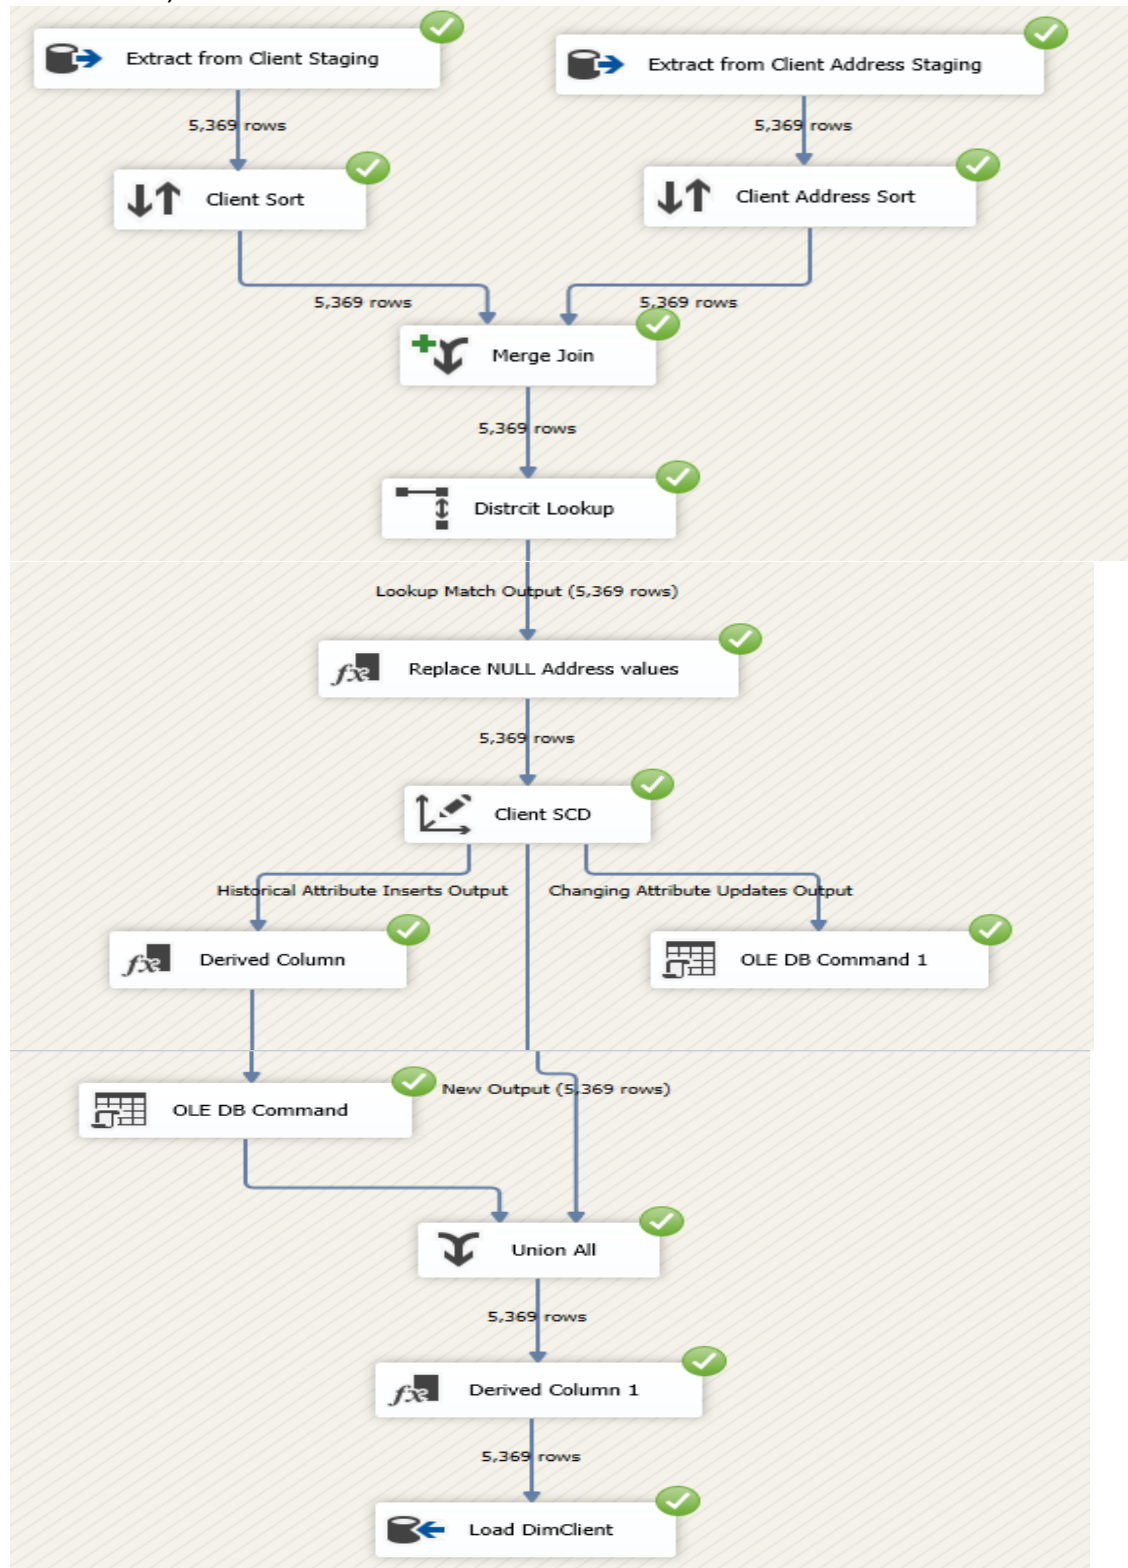 Extract from Client Staging
Extract from Client Address Staging
5,369 rows
5,369 rows
Client Sort
Client Address Sort
5,369 rows
5,369 rows
Merge Join
5,369 rows
Distrcit Lookup
Lookup Match Output (5,369 rows)
Replace NULL Address values
5,369 rows
Client SCD
Historical Attribute Inserts Output
Changing Attribute Updates Output
Derived Column
OLE DB Command 1
New Output (5,369 rows)
OLE DB Command
Union All
5,369 rows
Derived Column 1
5,369 rows
Load DimClient